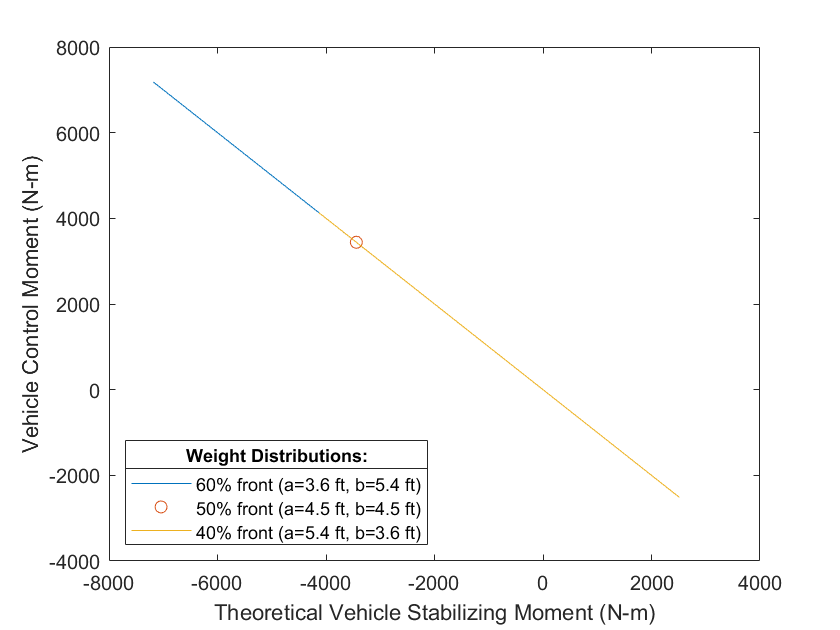 8000
6000
4000
2000
0
-2000
-4000
Vehicle Control Moment (N-m)
Weight Distributions:
60% front (a=3.6 ft, b=5.4 ft)
50% front (a=4.5 ft, b=4.5 ft)
40% front (a=5.4 ft, b=3.6 ft)
-8000 -6000 -4000 -2000 0 2000 4000
Theoretical Vehicle Stabilizing Moment (N-m)